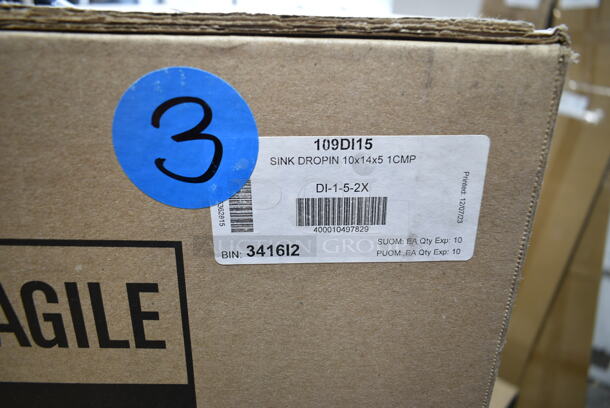 3
109DI15
SINK DROPIN 10x14x5 1CMP
DI-1-5-2X
400010497829
Printed: 12/07/23
SUOM: EA Qty Exp: 10
BIN: 3416I2
PUOM: EA Qty Exp: 10
AGILE